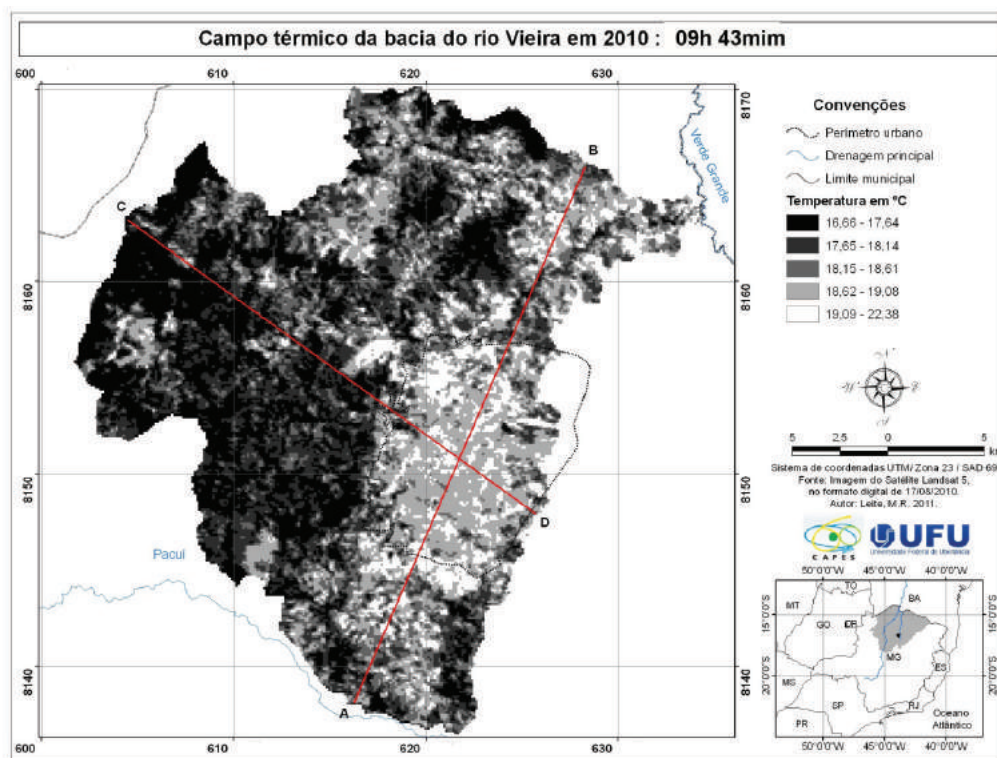 Campo térmico da bacia do rio Vieira em 2010 : 09h 43mim
600
610
620
630
8170
8160
8150
8140
8170
8160
8150
8140
600
610
620
630
A
B
C
D
Verde Grande
Pacuí
Convenções
Perímetro urbano
Drenagem principal
Limite municipal
Temperatura em ºC
16,66 - 17,64
17,65 - 18,14
18,15 - 18,61
18,62 - 19,08
19,09 - 22,38
5 2,5 0 5
Sistema de coordenadas UTM/ Zona 23 / SAD 69
Fonte: Imagem do Satélite Landsat 5,
no formato digital de 17/08/2010.
Autor: Leite, M.R. 2011.
CAPES
UFU
Universidade Federal de Uberlândia
50°0'0"W 45°0'0"W 40°0'0"W
TO
BA
MT
GO
DF
MG
ES
MS
SP
RJ
PR
Oceano
Atlântico
15°0'0"S
20°0'0"S
15°0'0"S
20°0'0"S
50°0'0"W 45°0'0"W 40°0'0"W